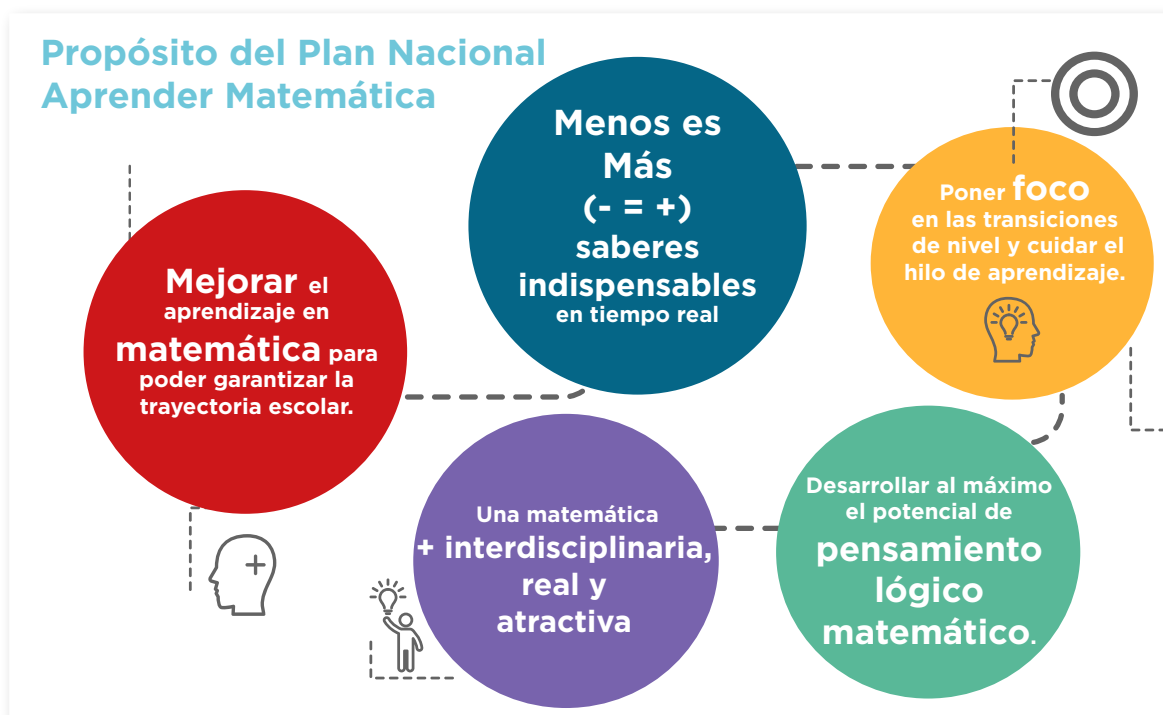 Propósito del Plan Nacional
Aprender Matemática
Mejorar el
aprendizaje en
matemática para
poder garantizar la
trayectoria escolar.
Menos es
Más
(- = +)
saberes
indispensables
en tiempo real
Poner foco
en las transiciones
de nivel y cuidar el
hilo de aprendizaje.
Desarrollar al máximo
el potencial de
pensamiento
lógico
matemático.
Una matemática
+ interdisciplinaria,
real y
atractiva